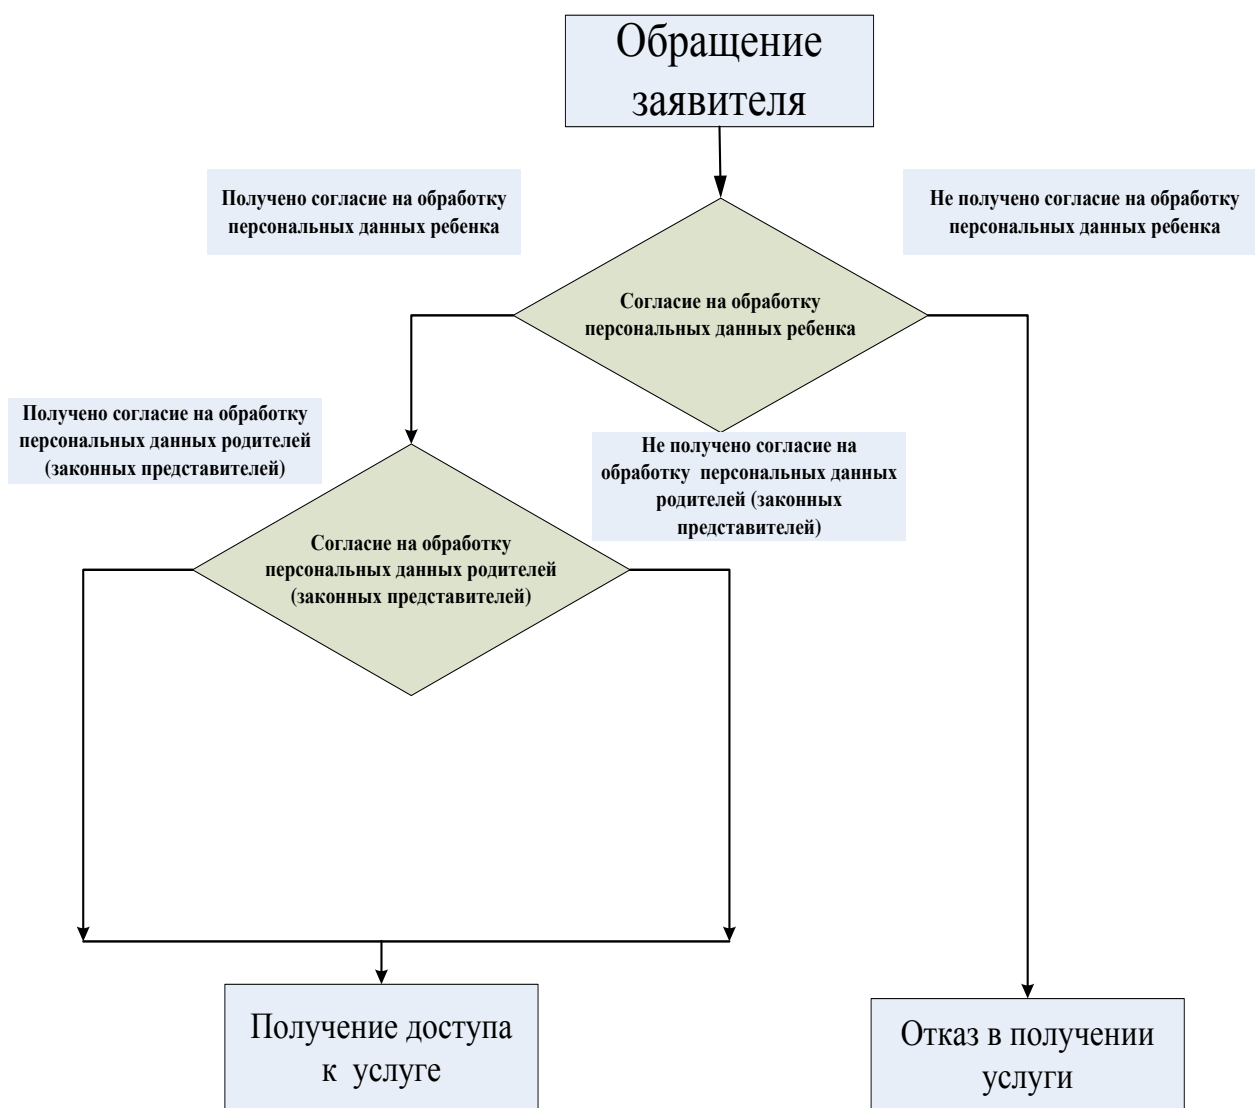 Обращение
заявителя
Получено согласие на обработку
персональных данных ребенка
Не получено согласие на обработку
персональных данных ребенка
Согласие на обработку
персональных данных ребенка
Получено согласие на обработку
персональных данных родителей
(законных представителей)
Не получено согласие на
обработку персональных данных
родителей (законных
представителей)
Согласие на обработку
персональных данных родителей
(законных представителей)
Получение доступа
к услуге
Отказ в получении
услуги